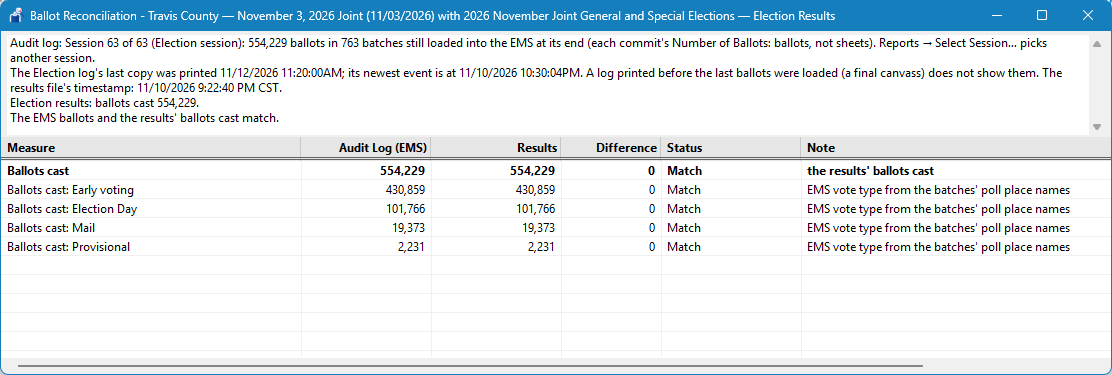 Ballot Reconciliation - Travis County — November 3, 2026 Joint (11/03/2026) with 2026 November Joint General and Special Elections — Election Results
Audit log: Session 63 of 63 (Election session): 554,229 ballots in 763 batches still loaded into the EMS at its end (each commit's Number of Ballots: ballots, not sheets). Reports → Select Session... picks
another session.
The Election log's last copy was printed 11/12/2026 11:20:00AM; its newest event is at 11/10/2026 10:30:04PM. A log printed before the last ballots were loaded (a final canvass) does not show them. The
results file's timestamp: 11/10/2026 9:22:40 PM CST.
Election results: ballots cast 554,229.
The EMS ballots and the results' ballots cast match.
Measure Audit Log (EMS) Results Difference Status Note
Ballots cast 554,229 554,229 0 Match the results' ballots cast
Ballots cast: Early voting 430,859 430,859 0 Match EMS vote type from the batches' poll place names
Ballots cast: Election Day 101,766 101,766 0 Match EMS vote type from the batches' poll place names
Ballots cast: Mail 19,373 19,373 0 Match EMS vote type from the batches' poll place names
Ballots cast: Provisional 2,231 2,231 0 Match EMS vote type from the batches' poll place names